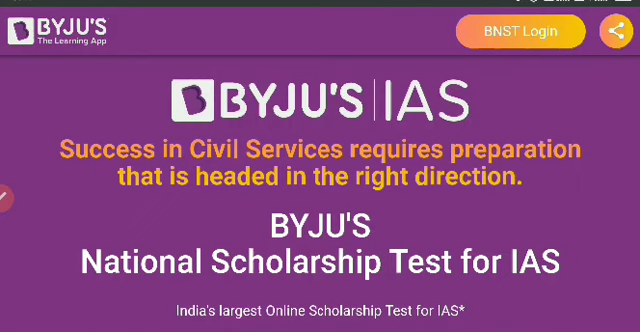 BYJU'S
The Learning App
BNST Login
BYJU'S IAS
Success in Civil Services requires preparation
that is headed in the right direction.
BYJU'S
National Scholarship Test for IAS
India's largest Online Scholarship Test for IAS*